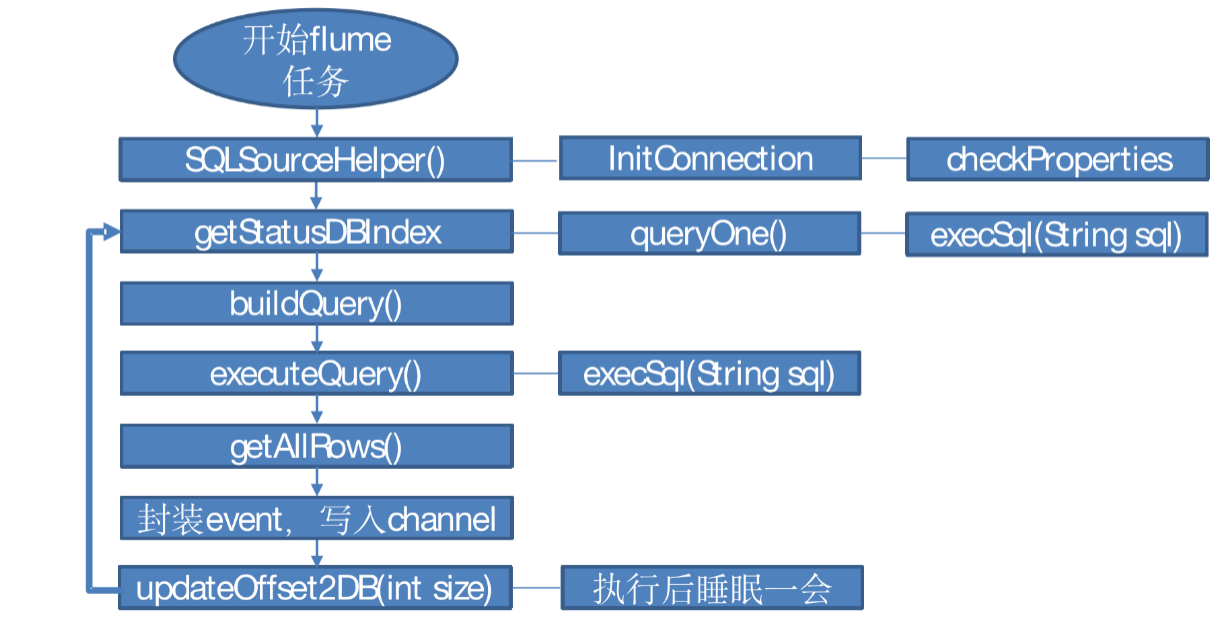 开始flume
任务
SQLSourceHelper()
InitConnection
checkProperties
getStatusDBIndex
queryOne()
execSql(String sql)
buildQuery()
executeQuery()
execSql(String sql)
getAllRows()
封装event， 写入channel
updateOffset2DB(int size)
执行后睡眠一会